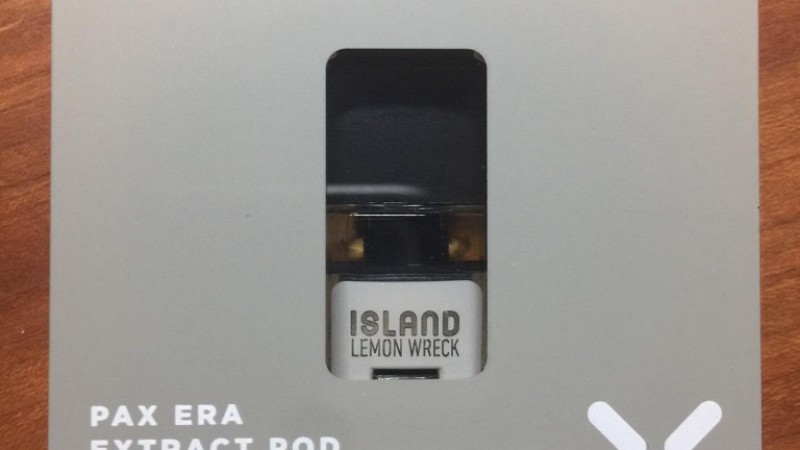 ISLAND
LEMON WRECK
PAX ERA
EXTRACT POD